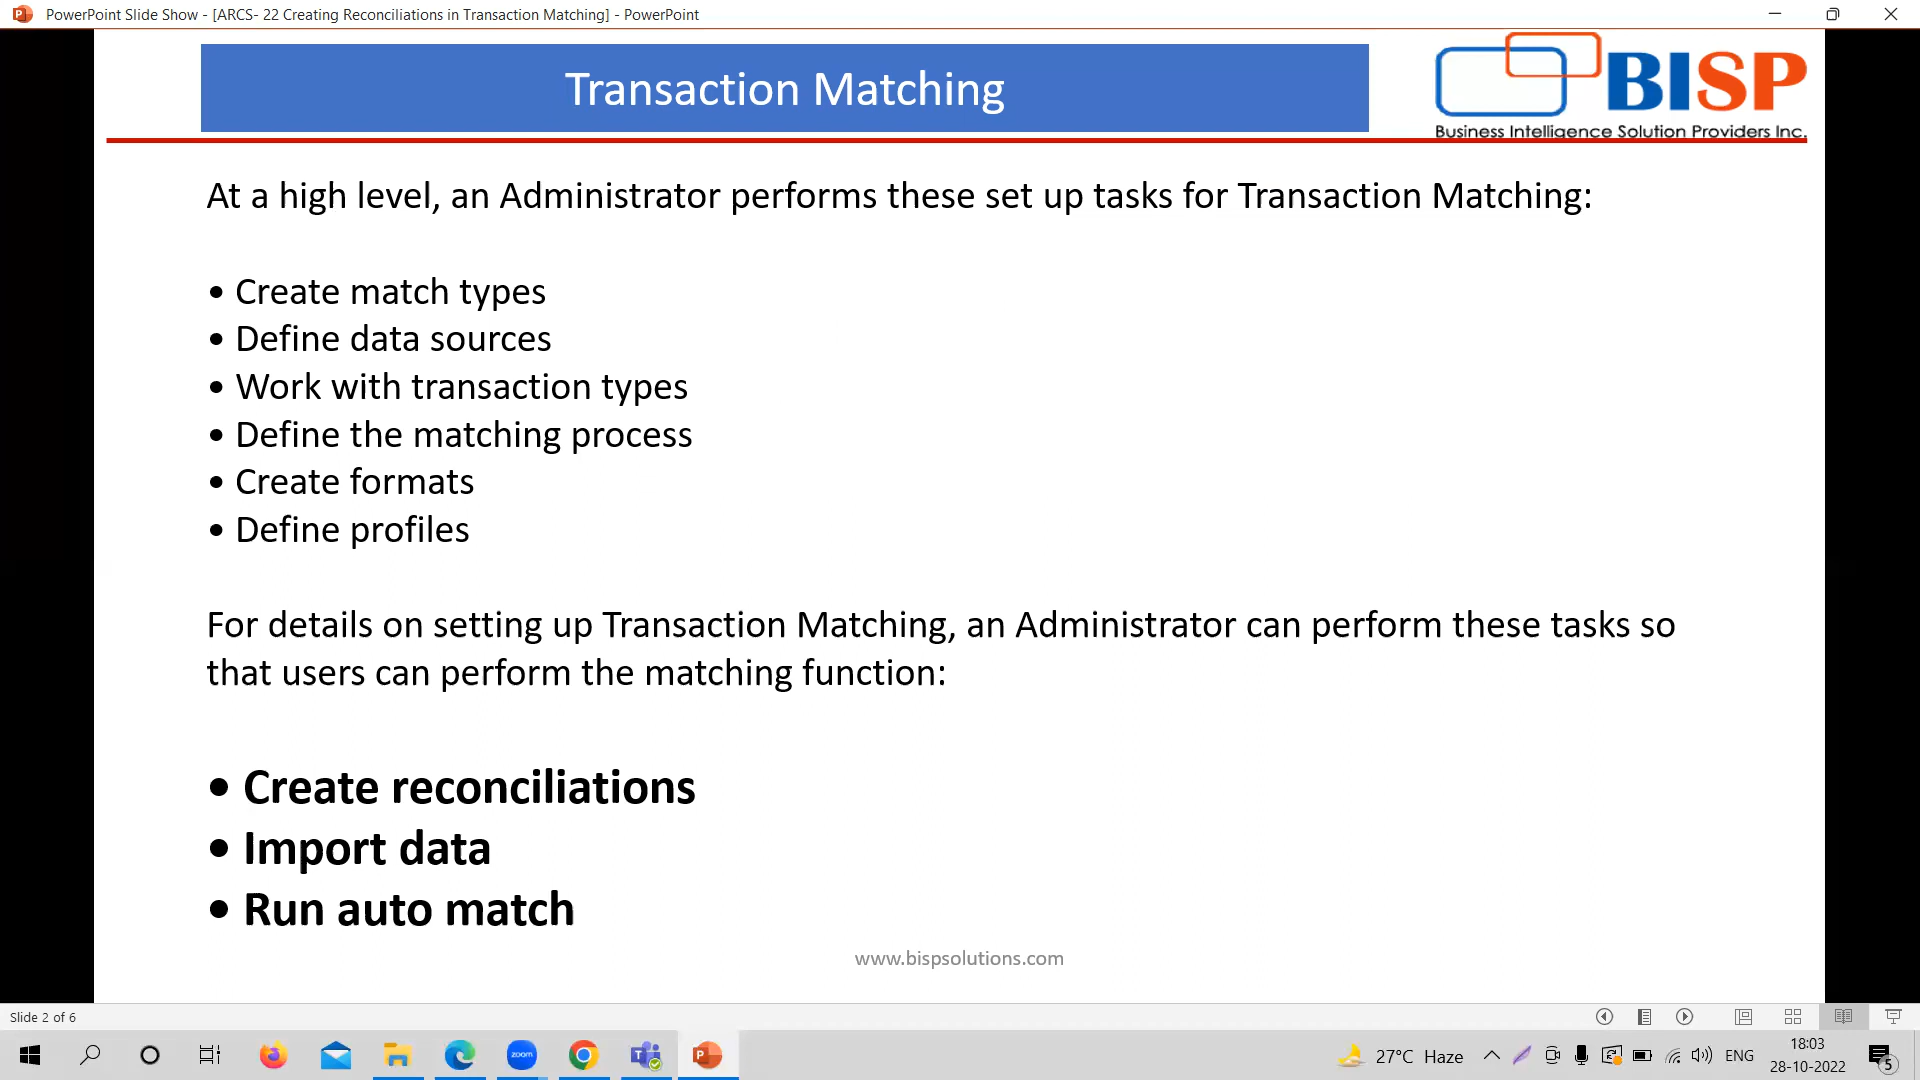 PowerPoint Slide Show - [ARCS- 22 Creating Reconciliations in Transaction Matching] - PowerPoint
Transaction Matching
BISP
Business Intelligence Solution Providers Inc.
At a high level, an Administrator performs these set up tasks for Transaction Matching:
• Create match types
• Define data sources
• Work with transaction types
• Define the matching process
• Create formats
• Define profiles
For details on setting up Transaction Matching, an Administrator can perform these tasks so
that users can perform the matching function:
• Create reconciliations
• Import data
• Run auto match
www.bispsolutions.com
Slide 2 of 6
zoom
27°C Haze
ENG
18:03
28-10-2022
5